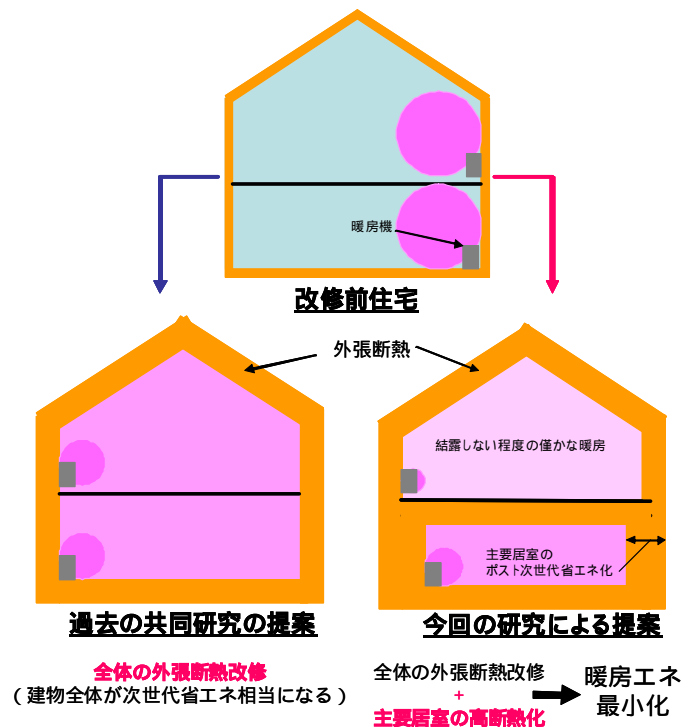 暖房機
改修前住宅
外張断熱
結露しない程度の僅かな暖房
主要居室の
ポスト次世代省エネ化
過去の共同研究の提案
今回の研究による提案
全体の外張断熱改修
(建物全体が次世代省エネ相当になる)
全体の外張断熱改修
+
主要居室の高断熱化
暖房エネ
最小化